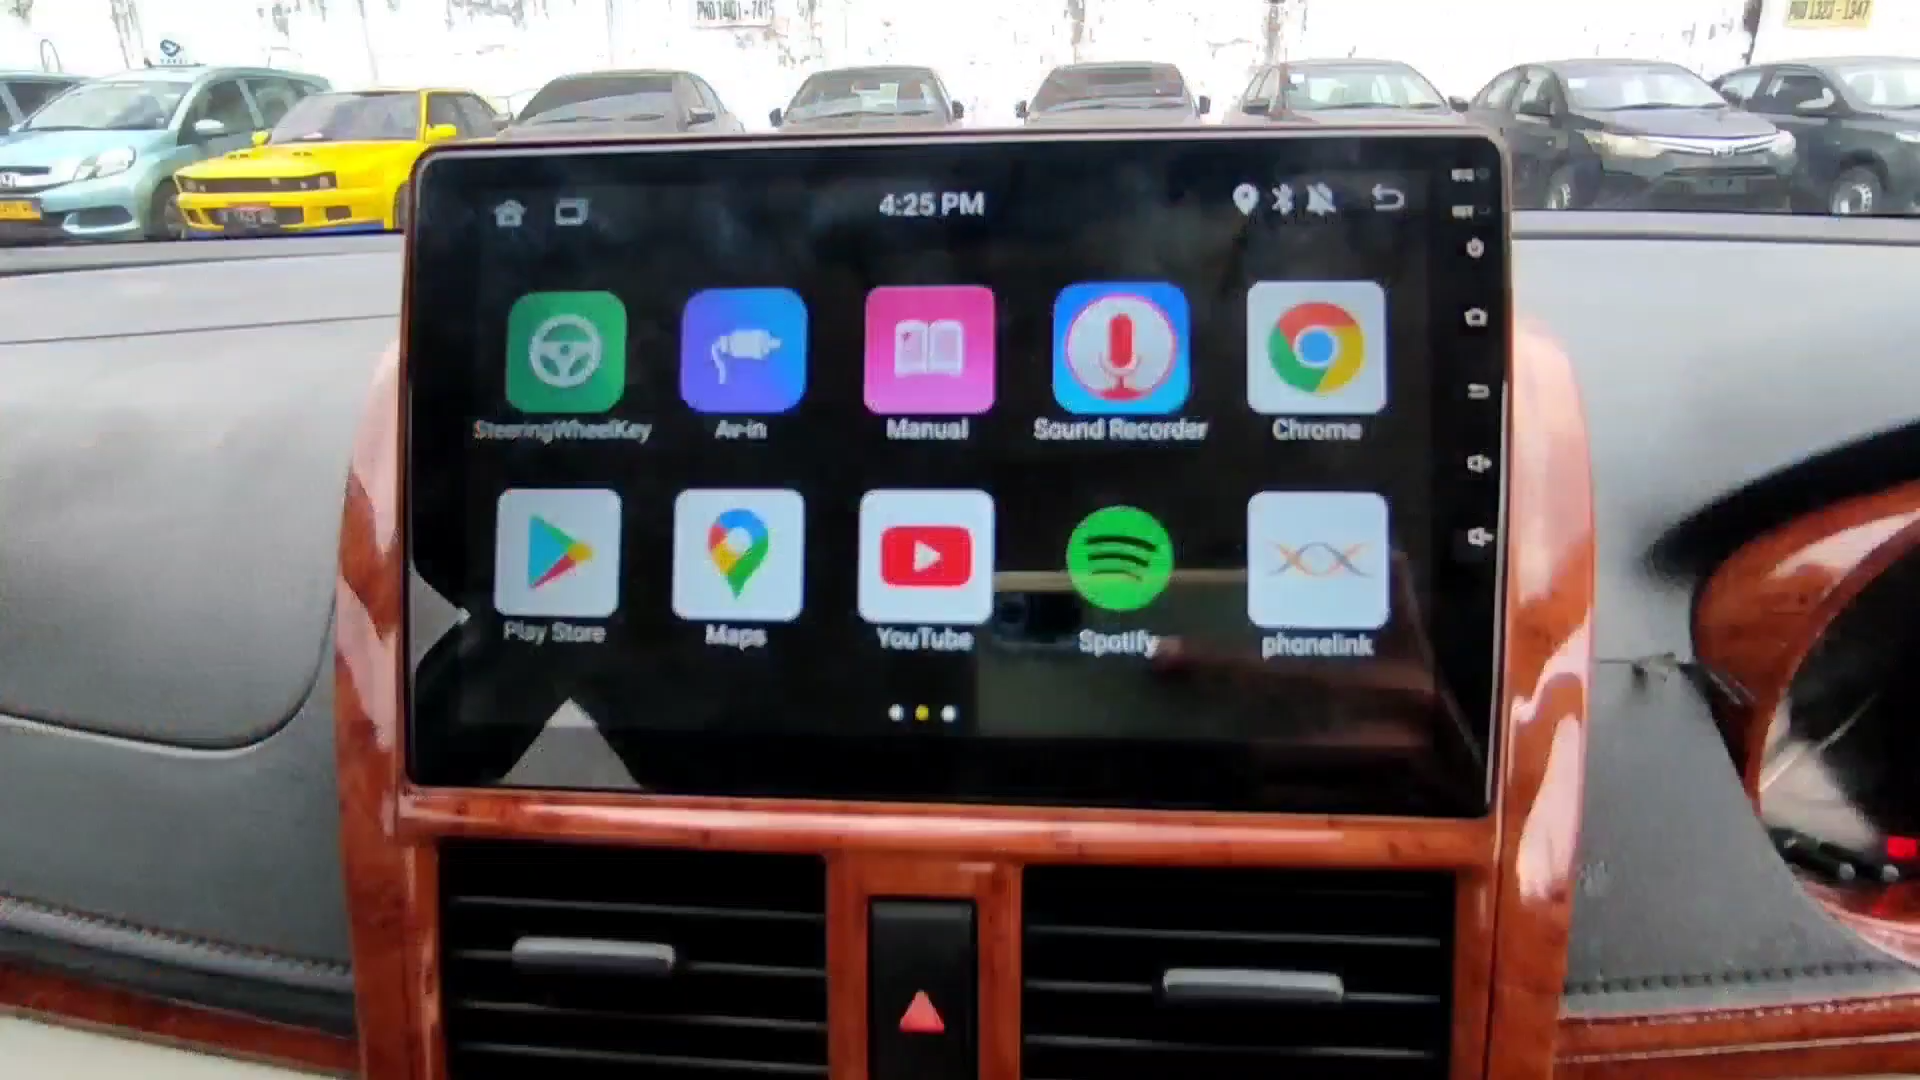 4:25 PM
SteeringWheelKey
Av-in
Manual
Sound Recorder
Chrome
Play Store
Maps
YouTube
Spotify
phonelink